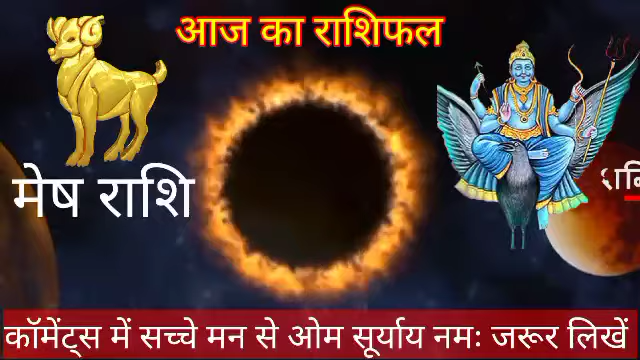 आज का राशिफल
मेष राशि
कॉमेंट्स में सच्चे मन से ओम सूर्याय नमः जरूर लिखें